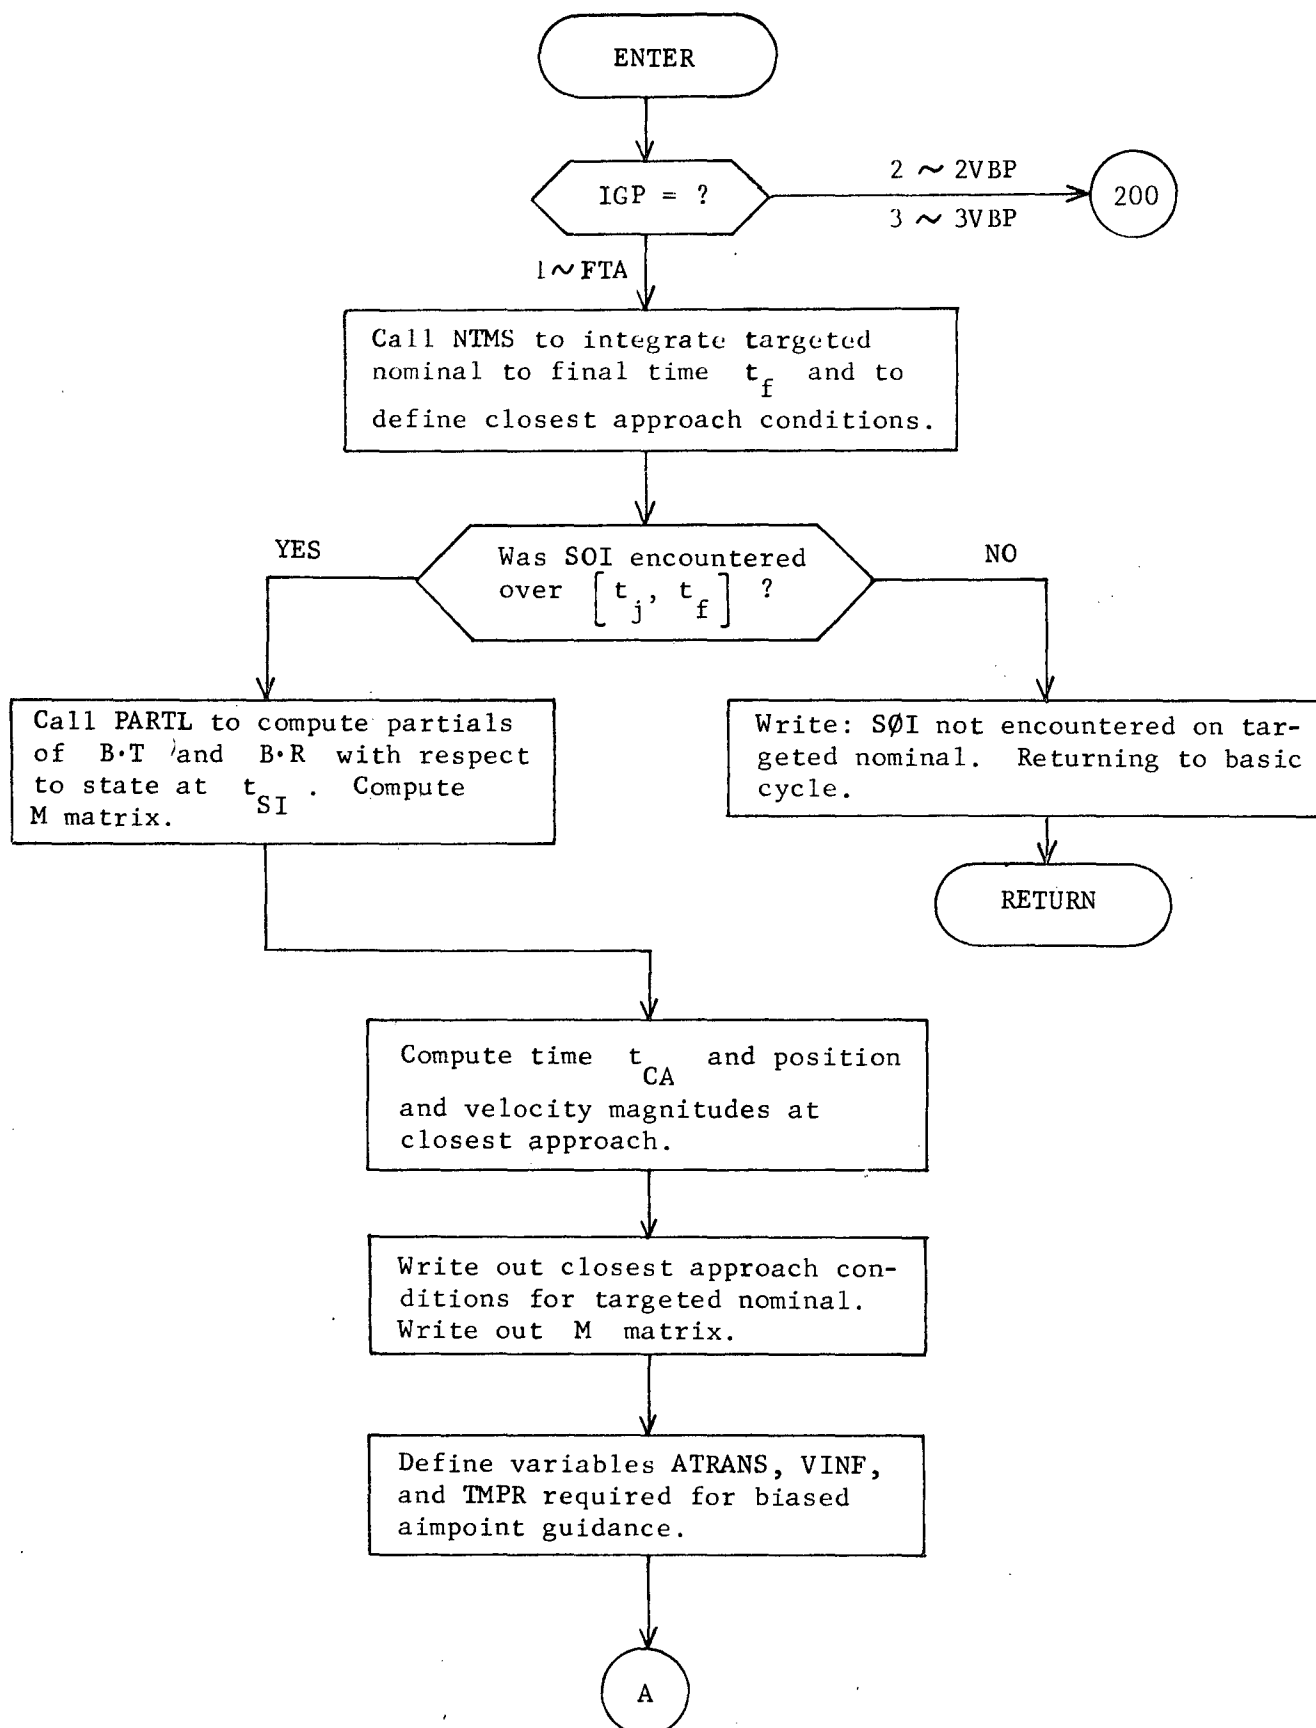 ENTER
IGP = ?
2 ~ 2VBP
3 ~ 3VBP
200
1~FTA
Call NTMS to integrate targeted
nominal to final time t_f and to
define closest approach conditions.
YES
Was SOI encountered
over [t_j, t_f] ?
NO
Call PARTL to compute partials
of B·T and B·R with respect
to state at t_SI . Compute
M matrix.
Write: SØI not encountered on tar-
geted nominal. Returning to basic
cycle.
RETURN
Compute time t_CA and position
and velocity magnitudes at
closest approach.
Write out closest approach con-
ditions for targeted nominal.
Write out M matrix.
Define variables ATRANS, VINF,
and TMPR required for biased
aimpoint guidance.
A